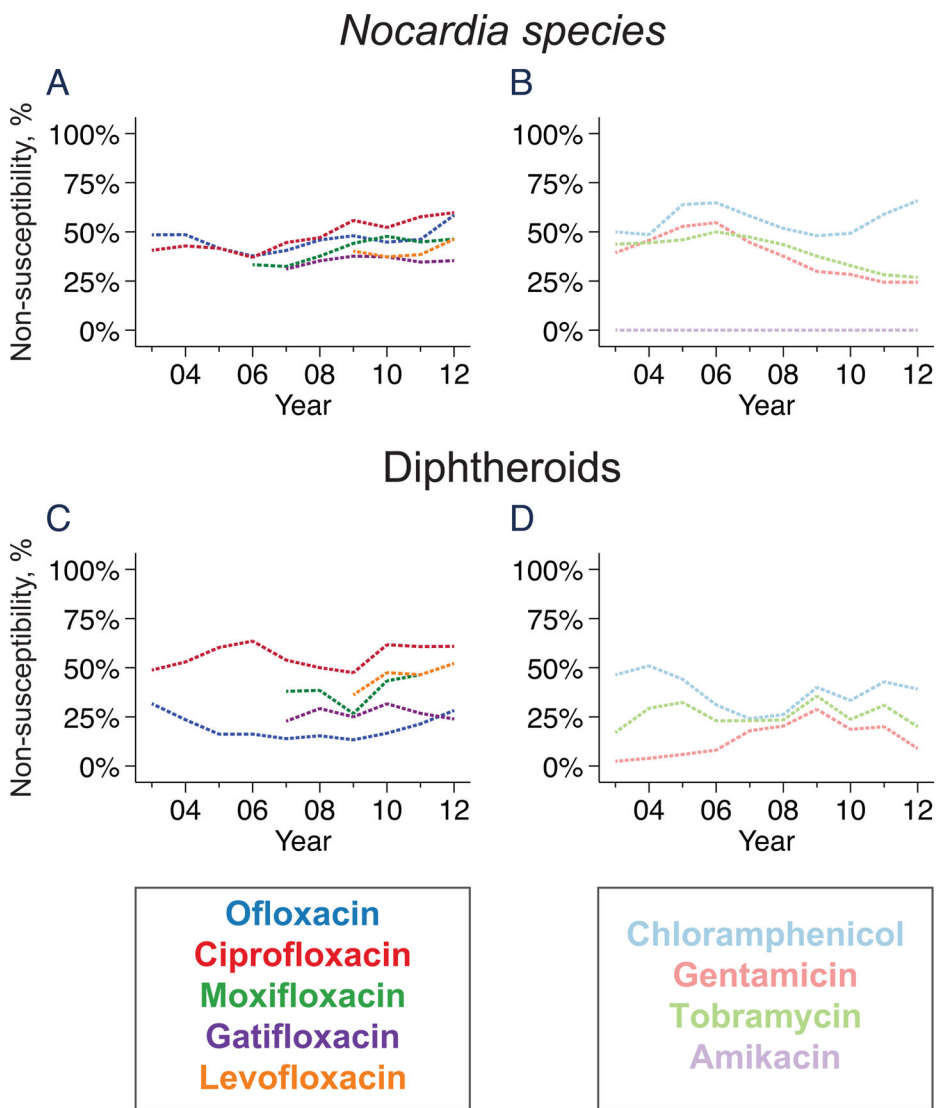 Nocardia species
A
B
Non-susceptibility, %
100%
75%
50%
25%
0%
04 06 08 10 12
Year
100%
75%
50%
25%
0%
04 06 08 10 12
Year
Diphtheroids
C
D
Non-susceptibility, %
100%
75%
50%
25%
0%
04 06 08 10 12
Year
100%
75%
50%
25%
0%
04 06 08 10 12
Year
Ofloxacin
Ciprofloxacin
Moxifloxacin
Gatifloxacin
Levofloxacin
Chloramphenicol
Gentamicin
Tobramycin
Amikacin